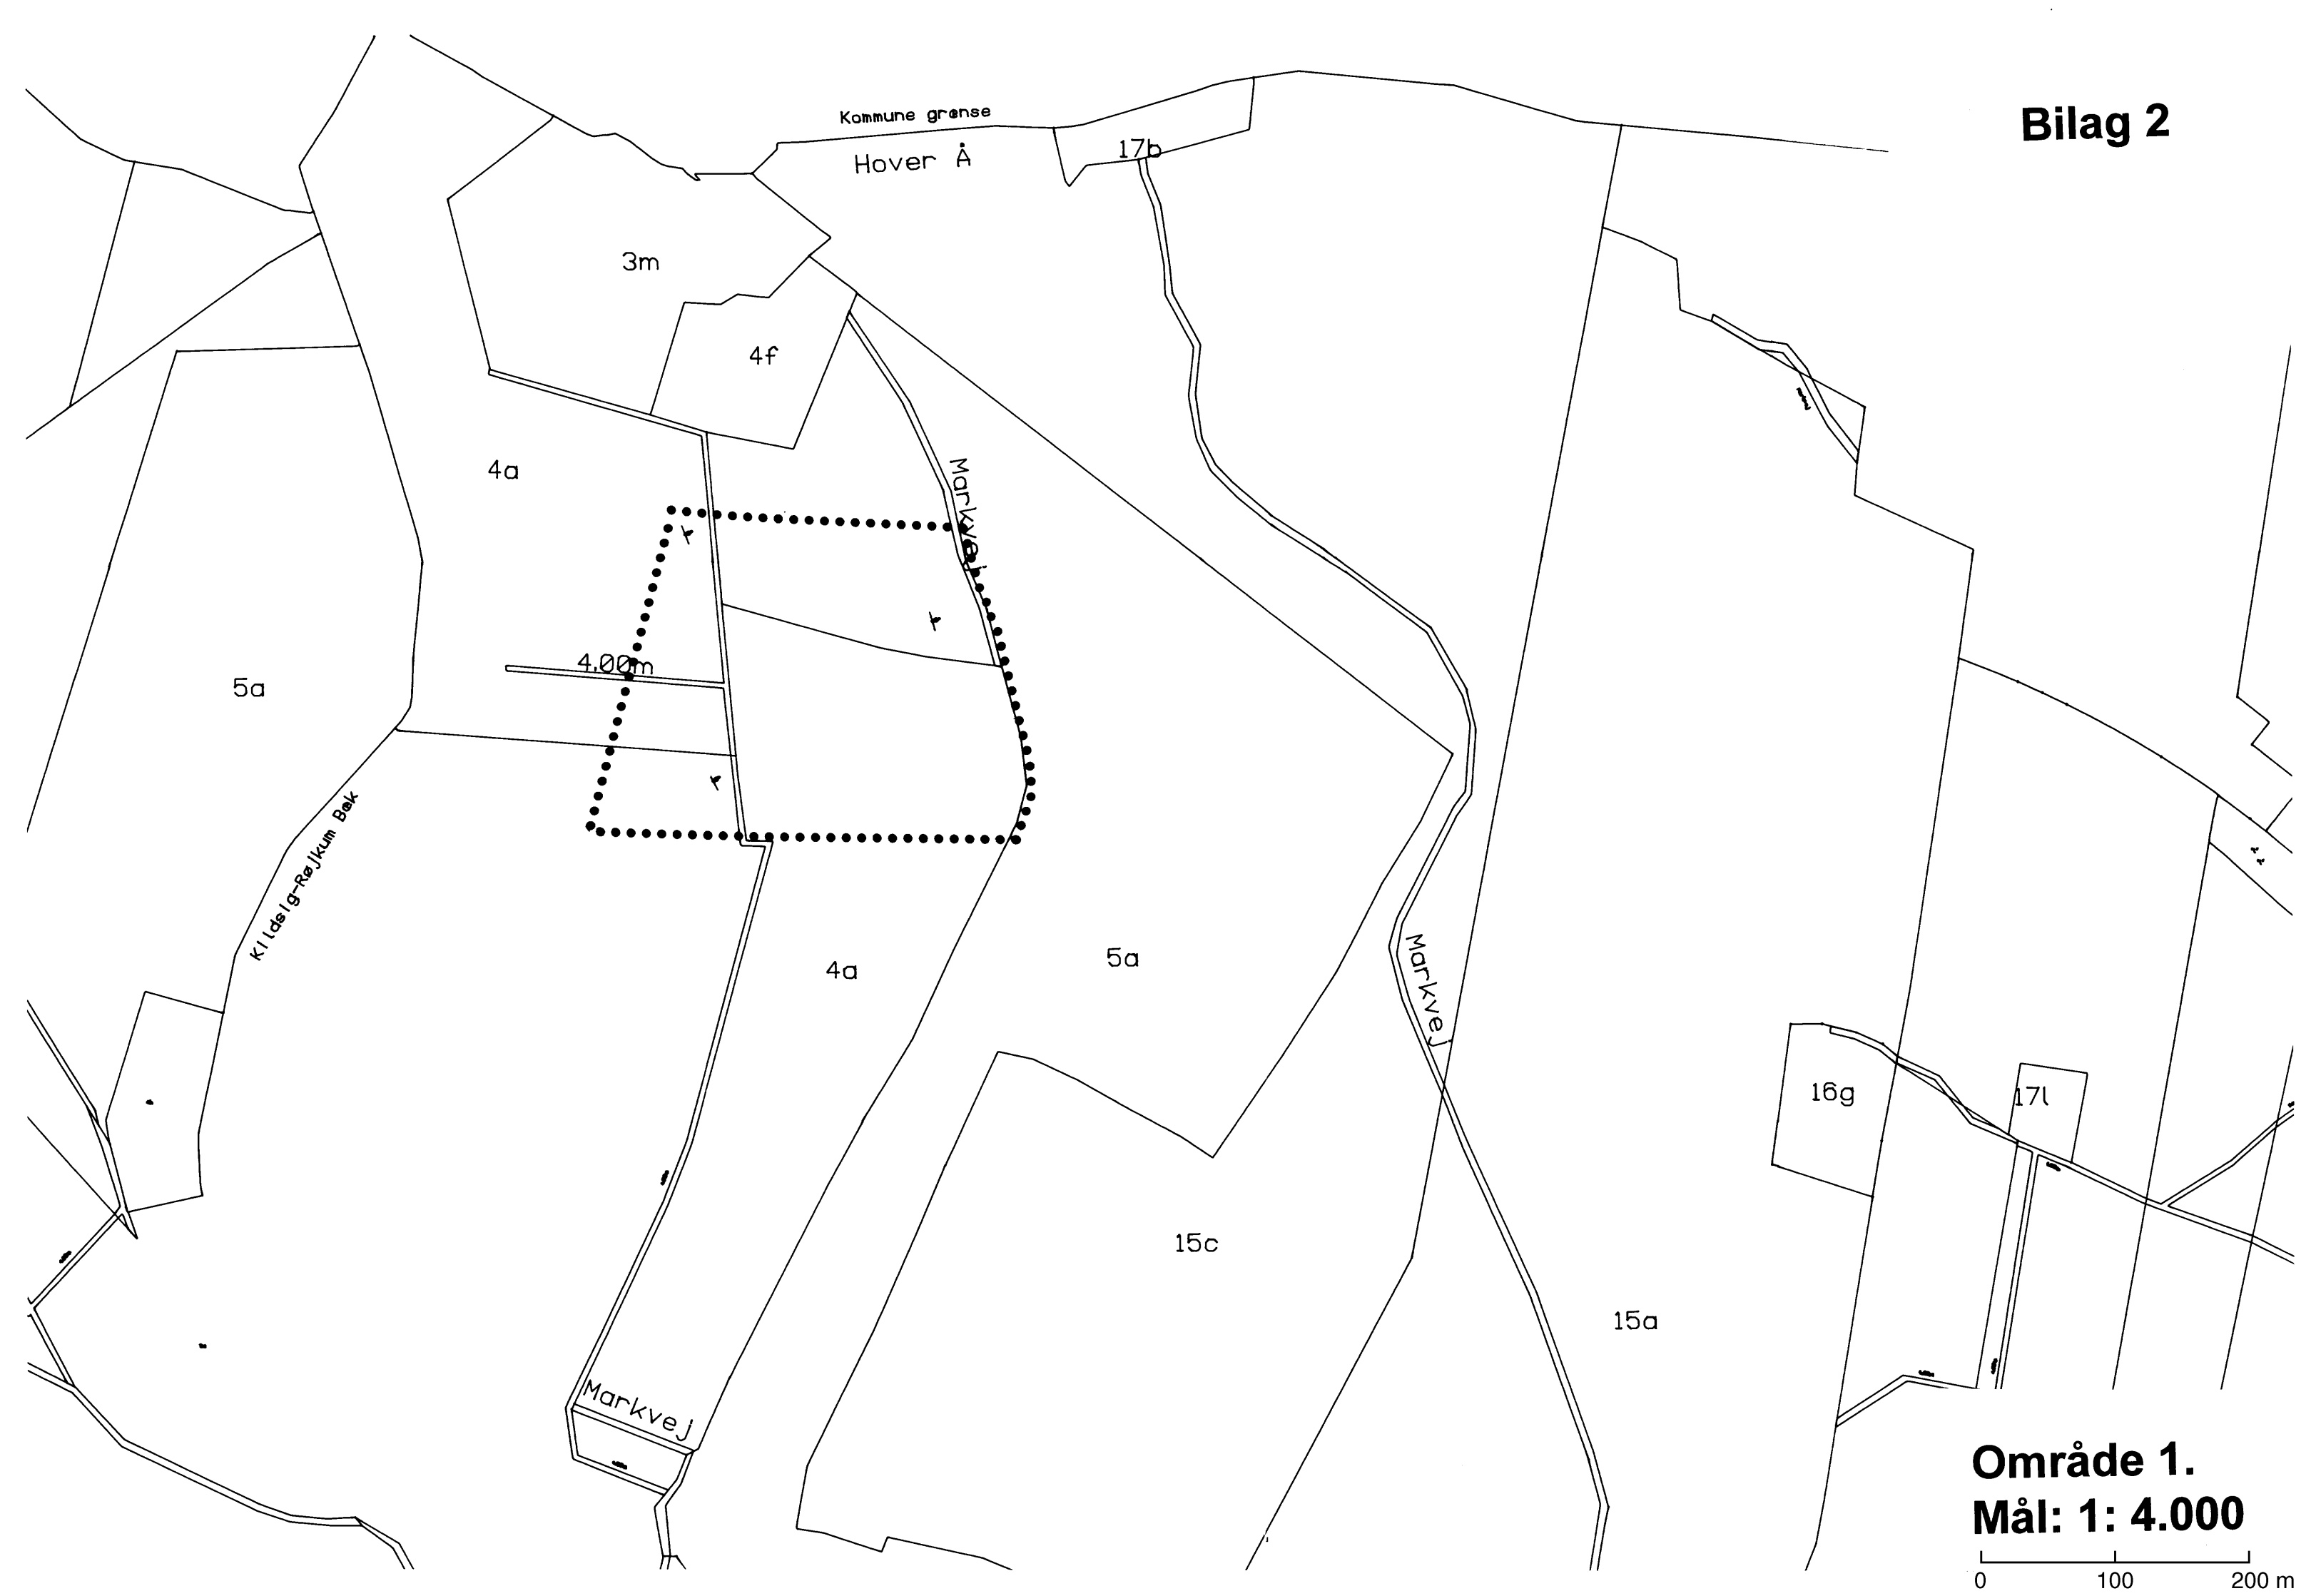 Kommune grense
Bilag 2
17b
Hover Å
3m
4f
4a
Markvej
4.00m
5a
Kildsig-Røjkum Bæk
4a
5a
Markvej
16g
17l
15c
15a
Markvej
Område 1.
Mål: 1: 4.000
0 100 200 m